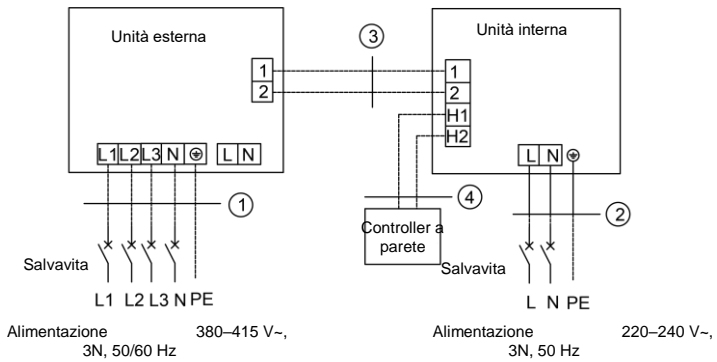 Unità esterna
Unità interna
3
1
2
1
2
H1
H2
L1 L2 L3 N L N
L N
1
4
Controller a
parete
2
Salvavita
Salvavita
L1 L2 L3 N PE
L N PE
Alimentazione 380–415 V~,
3N, 50/60 Hz
Alimentazione 220–240 V~,
3N, 50 Hz